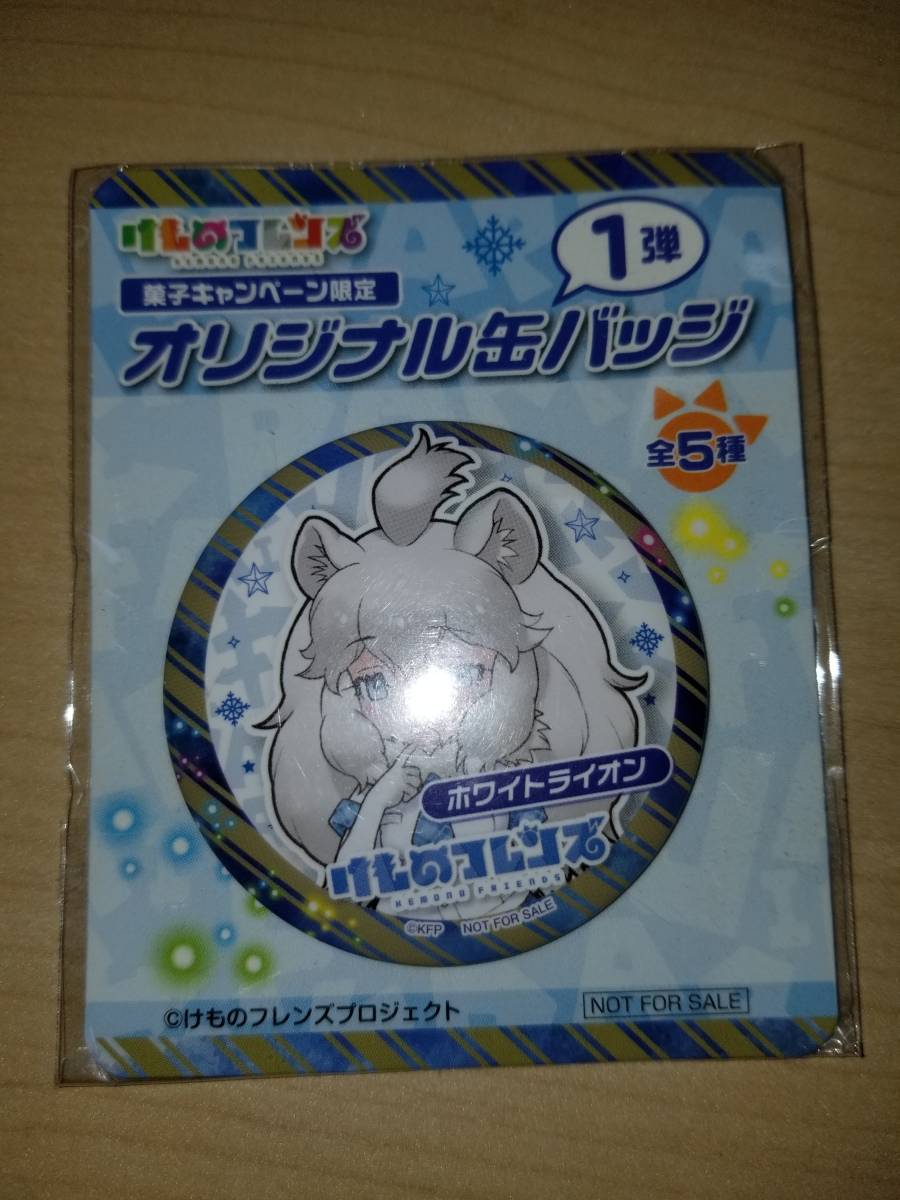 けものフレンズ
KEMONO FRIENDS
1弾
菓子キャンペーン限定
オリジナル缶バッジ
全5種
ホワイトライオン
けものフレンズ
KEMONO FRIENDS
©KFP NOT FOR SALE
©けものフレンズプロジェクト
NOT FOR SALE